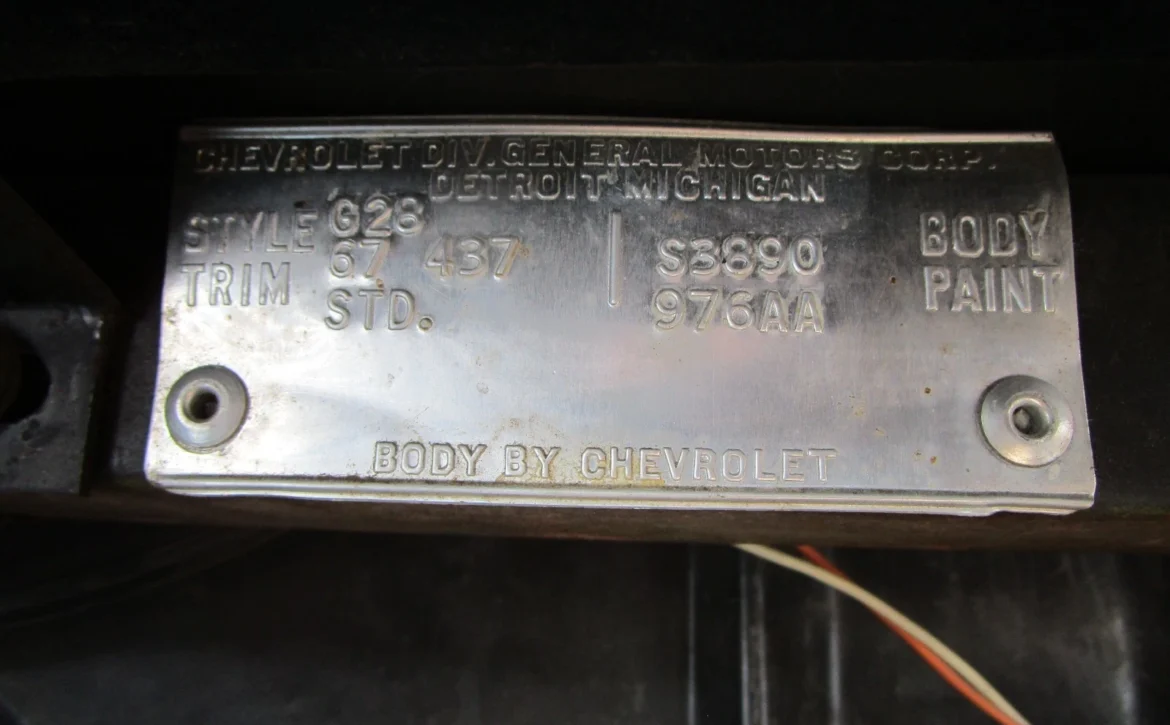 CHEVROLET DIV. GENERAL MOTORS CORP.
DETROIT MICHIGAN
G28
STYLE 67 437 S3890 BODY
TRIM STD. 976AA PAINT
BODY BY CHEVROLET